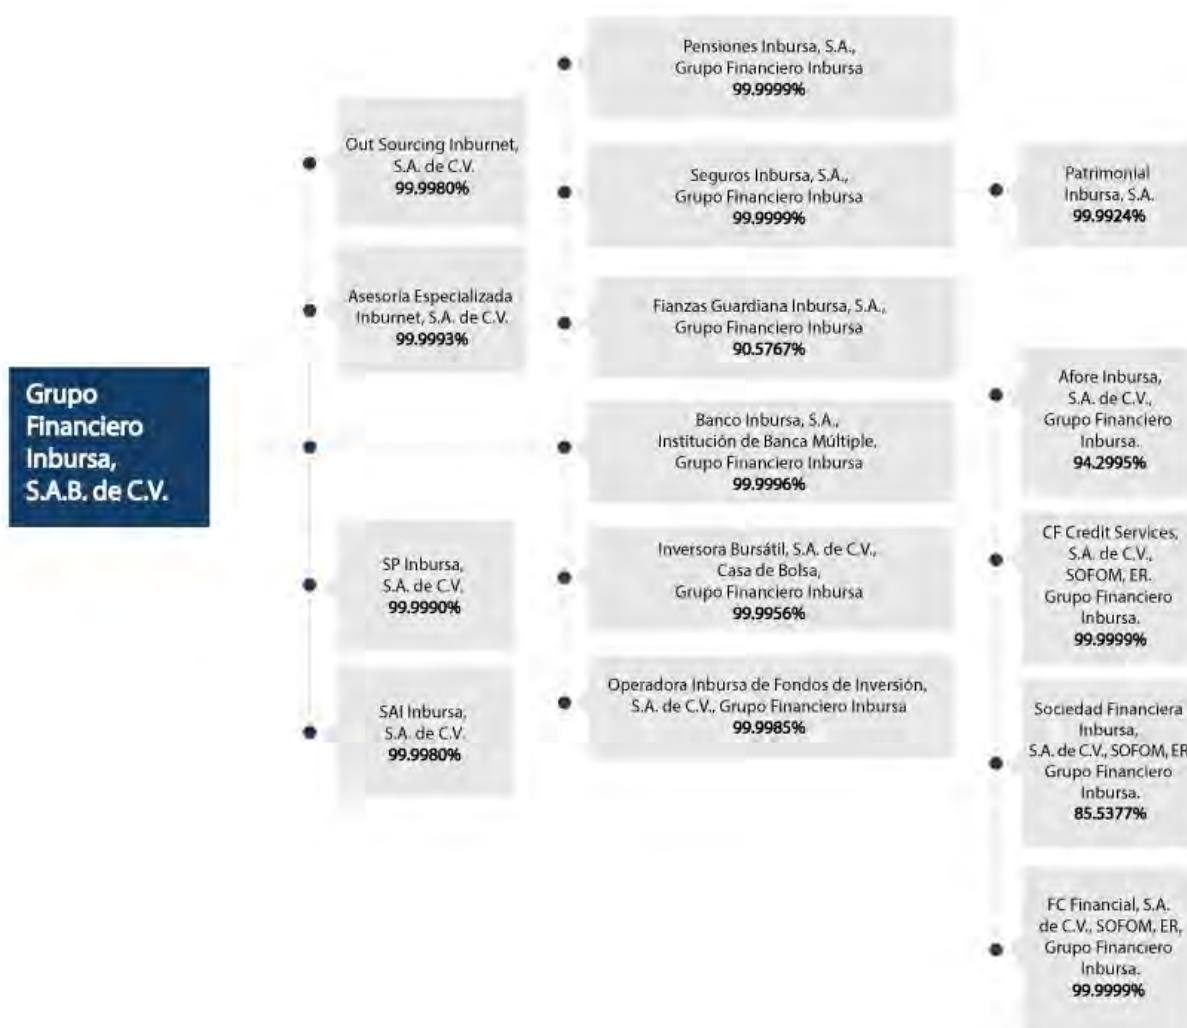 Grupo
Financiero
Inbursa,
S.A.B. de C.V.
Out Sourcing Inburnet,
S.A. de C.V.
99.9980%
Asesoría Especializada
Inburnet, S.A. de C.V.
99.9993%
SP Inbursa,
S.A. de C.V.
99.9990%
SAI Inbursa,
S.A. de C.V.
99.9980%
Pensiones Inbursa, S.A.,
Grupo Financiero Inbursa
99.9999%
Seguros Inbursa, S.A.,
Grupo Financiero Inbursa
99.9999%
Fianzas Guardiana Inbursa, S.A.,
Grupo Financiero Inbursa
90.5767%
Banco Inbursa, S.A.,
Institución de Banca Múltiple,
Grupo Financiero Inbursa
99.9996%
Inversora Bursátil, S.A. de C.V.,
Casa de Bolsa,
Grupo Financiero Inbursa
99.9956%
Operadora Inbursa de Fondos de Inversión,
S.A. de C.V., Grupo Financiero Inbursa
99.9985%
Patrimonial
Inbursa, S.A.
99.9924%
Afore Inbursa,
S.A. de C.V.,
Grupo Financiero
Inbursa.
94.2995%
CF Credit Services,
S.A. de C.V.,
SOFOM, ER.
Grupo Financiero
Inbursa.
99.9999%
Sociedad Financiera
Inbursa,
S.A. de C.V., SOFOM, ER
Grupo Financiero
Inbursa.
85.5377%
FC Financial, S.A.
de C.V., SOFOM, ER,
Grupo Financiero
Inbursa.
99.9999%